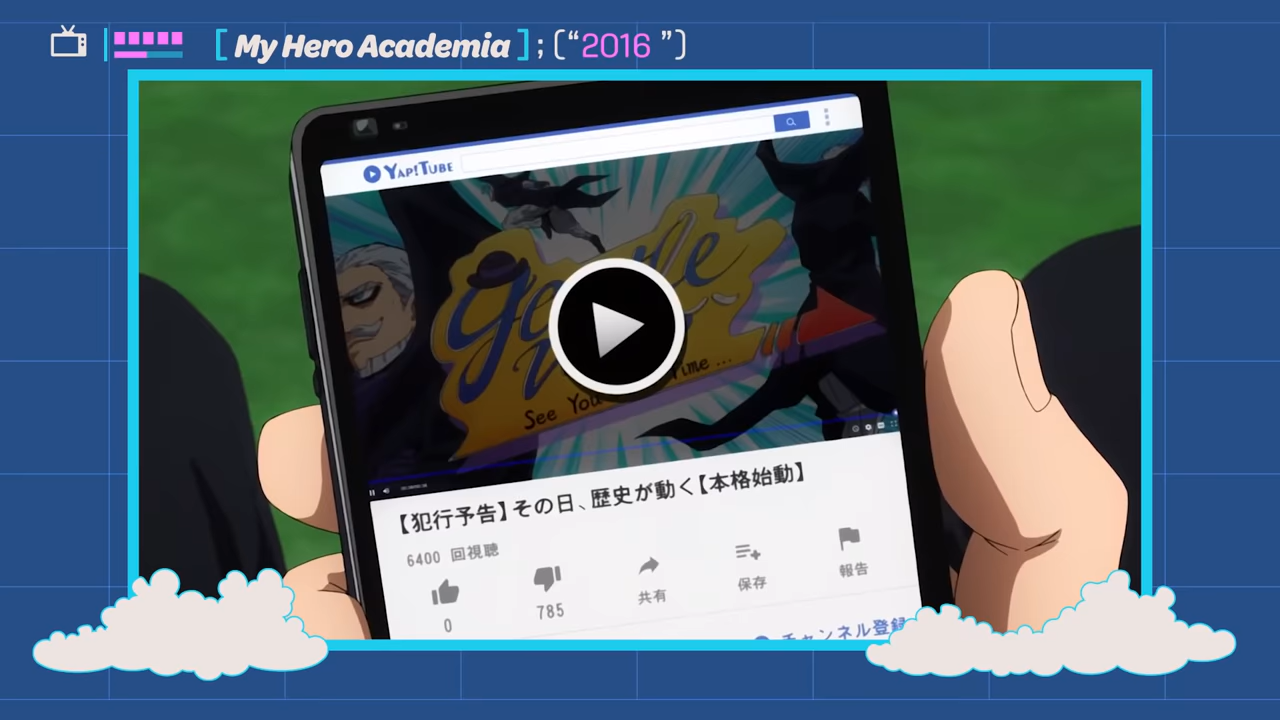 [ My Hero Academia ] ; (“2016 ”)
YAP!TUBE
See You
Time ...
【犯行予告】その日、歴史が動く【本格始動】
6400 回視聴
0
785
共有
保存
報告
チャンネル登録